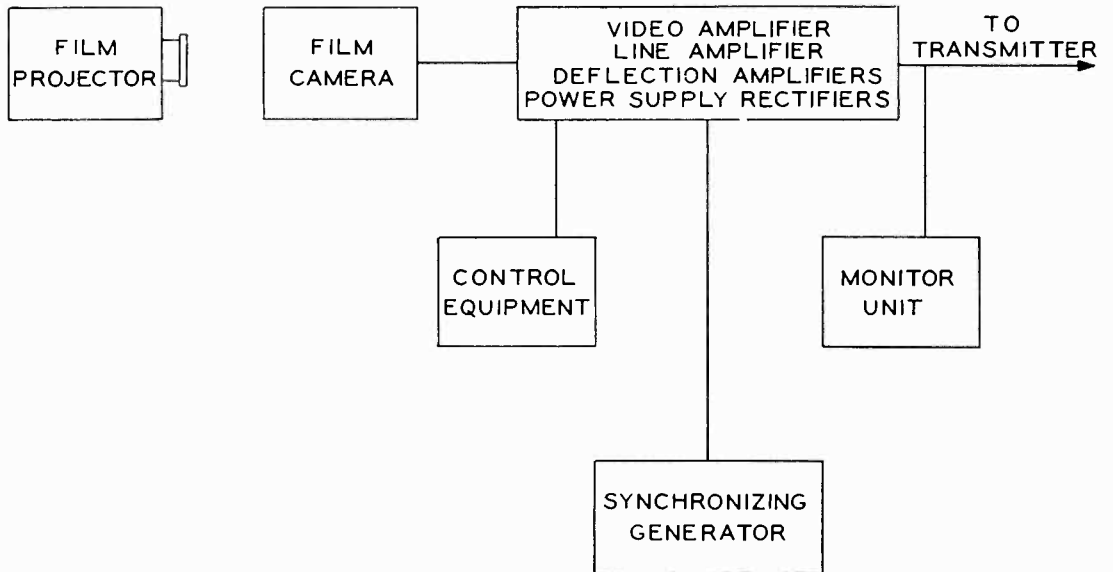 FILM
PROJECTOR
FILM
CAMERA
VIDEO AMPLIFIER
LINE AMPLIFIER
DEFLECTION AMPLIFIERS
POWER SUPPLY RECTIFIERS
TO
TRANSMITTER
CONTROL
EQUIPMENT
MONITOR
UNIT
SYNCHRONIZING
GENERATOR